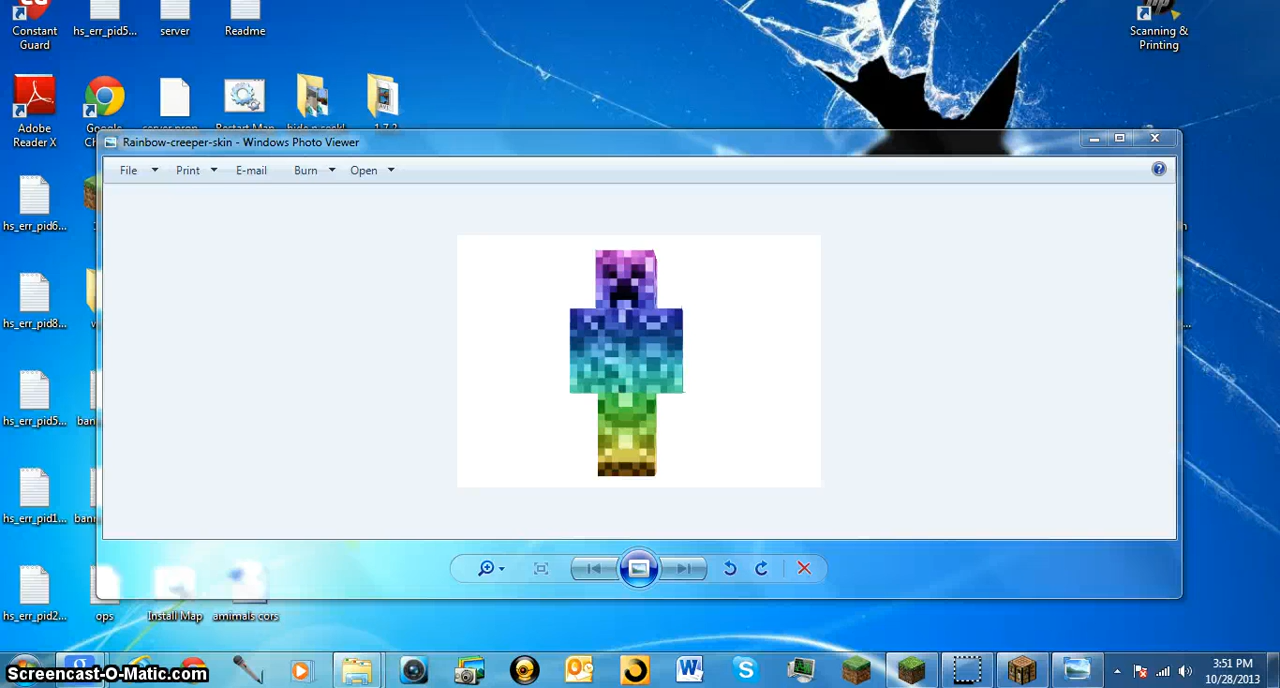 Constant
Guard
hs_err_pid5...
server
Readme
Scanning &
Printing
Adobe
Reader X
Google
Rainbow-creeper-skin - Windows Photo Viewer
File
Print
E-mail
Burn
Open
hs_err_pid6...
hs_err_pid8...
hs_err_pid5...
hs_err_pid1...
hs_err_pid2...
ops
Install Map
amimals cors
Screencast-O-Matic.com
3:51 PM
10/28/2013